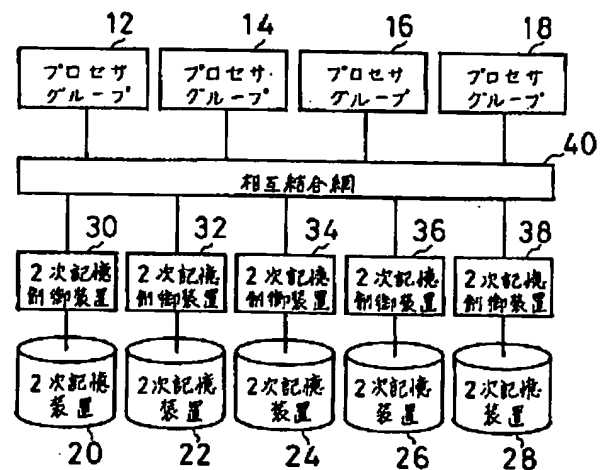 12 14 16 18
プロセサ プロセサ プロセサ プロセサ
グループ グループ グループ グループ
40
相互結合網
30 32 34 36 38
2次記憶 2次記憶 2次記憶 2次記憶 2次記憶
制御装置 制御装置 制御装置 制御装置 制御装置
2次記憶 2次記憶 2次記憶 2次記憶 2次記憶
装置 装置 装置 装置 装置
20 22 24 26 28